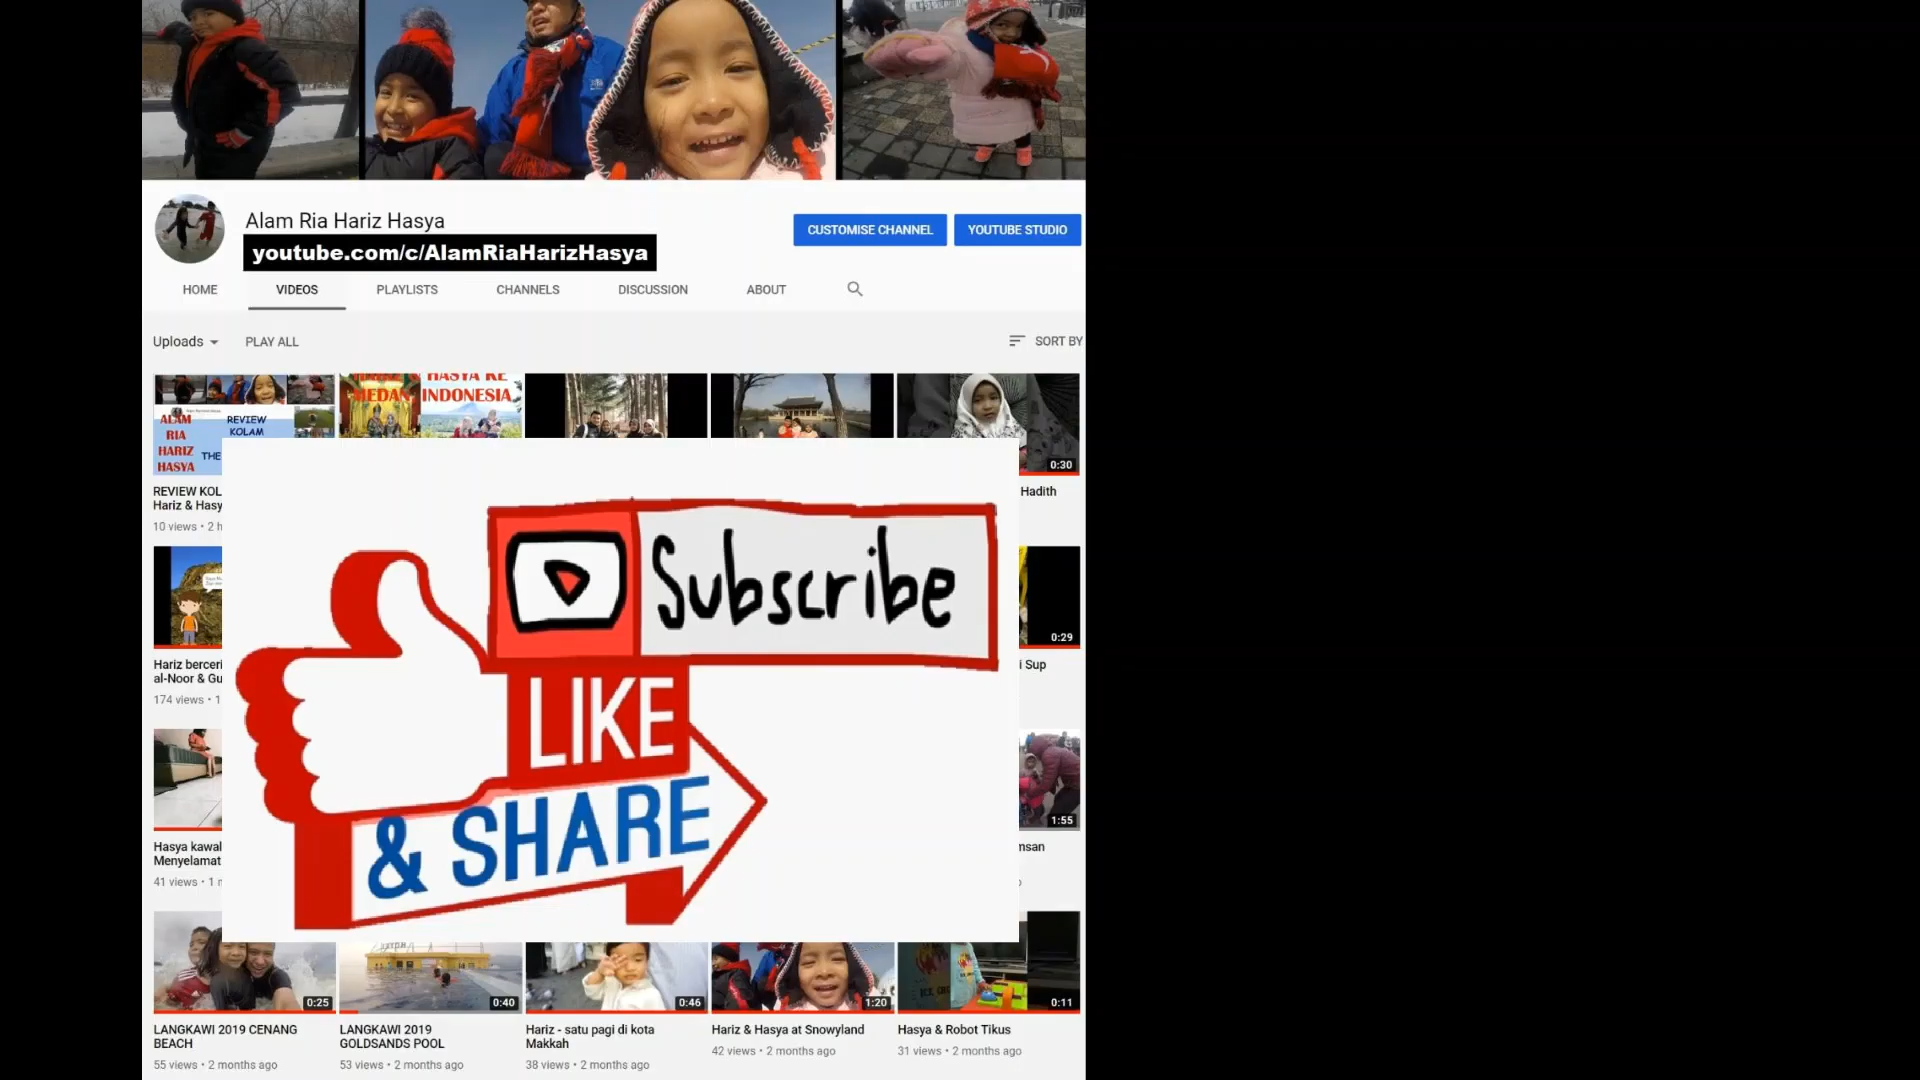 Alam Ria Hariz Hasya
youtube.com/c/AlamRiaHarizHasya
CUSTOMISE CHANNEL
YOUTUBE STUDIO
HOME
VIDEOS
PLAYLISTS
CHANNELS
DISCUSSION
ABOUT
Uploads
PLAY ALL
SORT BY
ALAM
RIA
HARIZ
HASYA
REVIEW
KOLAM
THE
HASYA KE
MEDAN, INDONESIA
0:30
REVIEW KOL
Hariz & Hasy
10 views • 2 h
Hadith
Subscribe
LIKE
& SHARE
0:29
Hariz berceri
al-Noor & Gu
174 views • 1
i Sup
1:55
Hasya kawal
Menyelamat
41 views • 1 m
msan
0:25
0:40
0:46
1:20
0:11
LANGKAWI 2019 CENANG
BEACH
55 views • 2 months ago
LANGKAWI 2019
GOLDSANDS POOL
53 views • 2 months ago
Hariz - satu pagi di kota
Makkah
38 views • 2 months ago
Hariz & Hasya at Snowyland
42 views • 2 months ago
Hasya & Robot Tikus
31 views • 2 months ago